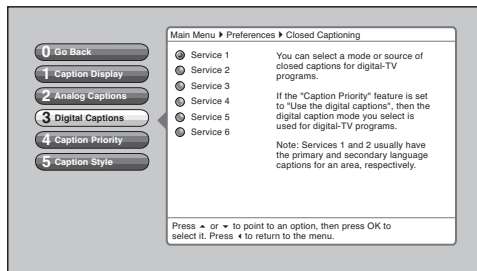 Main Menu ▶ Preferences ▶ Closed Captioning
0 Go Back
1 Caption Display
2 Analog Captions
3 Digital Captions
4 Caption Priority
5 Caption Style
Service 1
Service 2
Service 3
Service 4
Service 5
Service 6
You can select a mode or source of
closed captions for digital-TV
programs.
If the "Caption Priority" feature is set
to "Use the digital captions", then the
digital caption mode you select is
used for digital-TV programs.
Note: Services 1 and 2 usually have
the primary and secondary language
captions for an area, respectively.
Press ▲ or ▼ to point to an option, then press OK to
select it. Press ◀ to return to the menu.